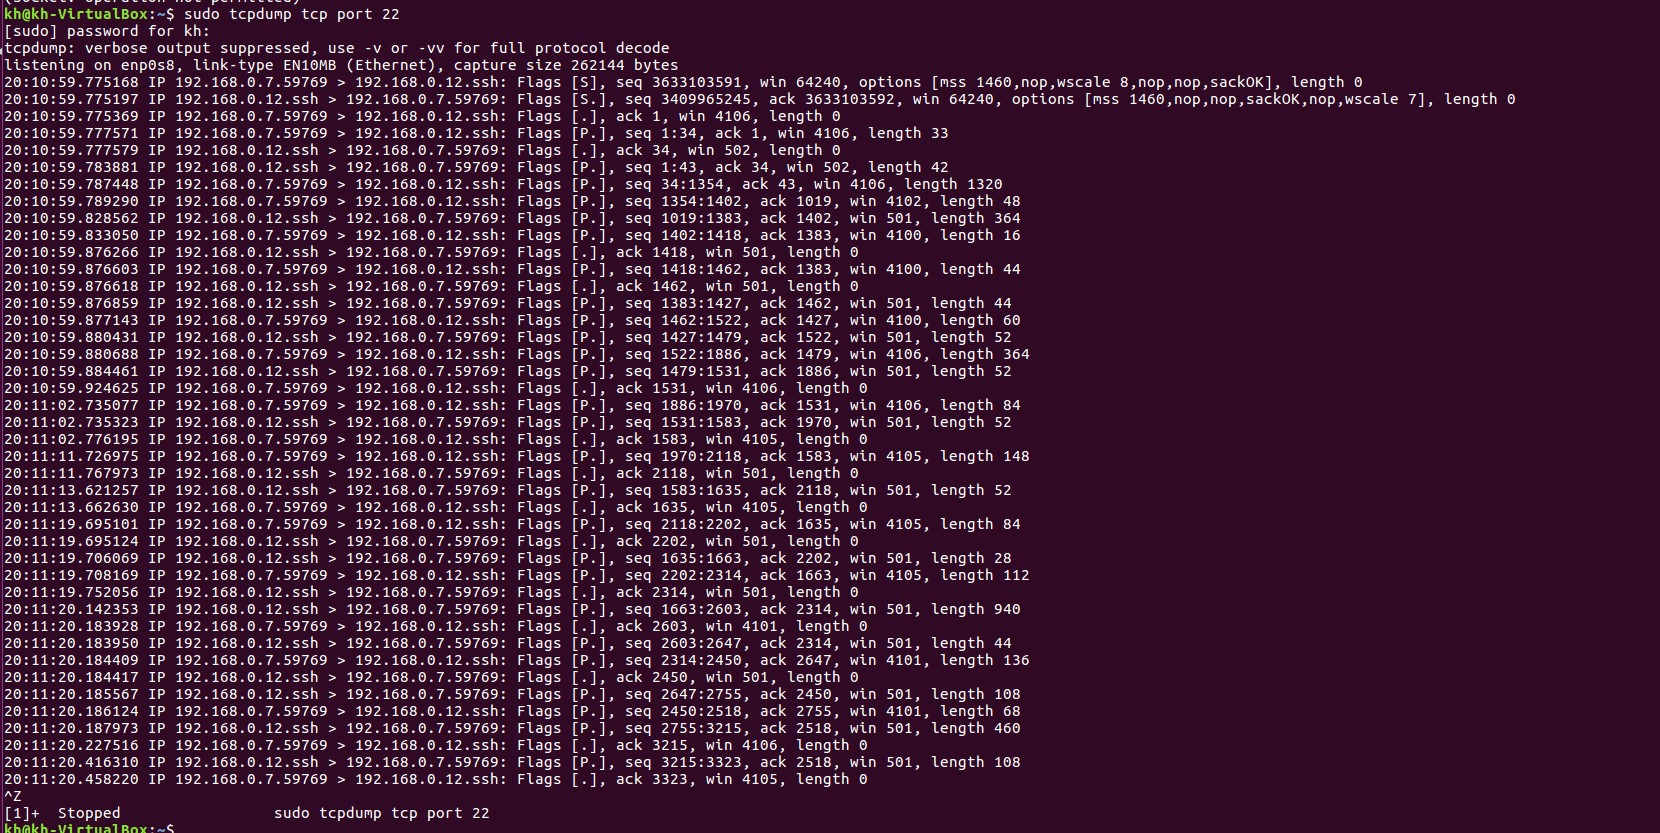 kh@kh-VirtualBox:~$ sudo tcpdump tcp port 22
[sudo] password for kh:
tcpdump: verbose output suppressed, use -v or -vv for full protocol decode
listening on enp0s8, link-type EN10MB (Ethernet), capture size 262144 bytes
20:10:59.775168 IP 192.168.0.7.59769 > 192.168.0.12.ssh: Flags [S], seq 3633103591, win 64240, options [mss 1460,nop,wscale 8,nop,nop,sackOK], length 0
20:10:59.775197 IP 192.168.0.12.ssh > 192.168.0.7.59769: Flags [S.], seq 3409965245, ack 3633103592, win 64240, options [mss 1460,nop,nop,sackOK,nop,wscale 7], length 0
20:10:59.775369 IP 192.168.0.7.59769 > 192.168.0.12.ssh: Flags [.], ack 1, win 4106, length 0
20:10:59.777571 IP 192.168.0.7.59769 > 192.168.0.12.ssh: Flags [P.], seq 1:34, ack 1, win 4106, length 33
20:10:59.777579 IP 192.168.0.12.ssh > 192.168.0.7.59769: Flags [.], ack 34, win 502, length 0
20:10:59.783881 IP 192.168.0.12.ssh > 192.168.0.7.59769: Flags [P.], seq 1:43, ack 34, win 502, length 42
20:10:59.787448 IP 192.168.0.7.59769 > 192.168.0.12.ssh: Flags [P.], seq 34:1354, ack 43, win 4106, length 1320
20:10:59.789290 IP 192.168.0.7.59769 > 192.168.0.12.ssh: Flags [P.], seq 1354:1402, ack 1019, win 4102, length 48
20:10:59.828562 IP 192.168.0.12.ssh > 192.168.0.7.59769: Flags [P.], seq 1019:1383, ack 1402, win 501, length 364
20:10:59.833050 IP 192.168.0.7.59769 > 192.168.0.12.ssh: Flags [P.], seq 1402:1418, ack 1383, win 4100, length 16
20:10:59.876266 IP 192.168.0.12.ssh > 192.168.0.7.59769: Flags [.], ack 1418, win 501, length 0
20:10:59.876603 IP 192.168.0.7.59769 > 192.168.0.12.ssh: Flags [P.], seq 1418:1462, ack 1383, win 4100, length 44
20:10:59.876618 IP 192.168.0.12.ssh > 192.168.0.7.59769: Flags [.], ack 1462, win 501, length 0
20:10:59.876859 IP 192.168.0.12.ssh > 192.168.0.7.59769: Flags [P.], seq 1383:1427, ack 1462, win 501, length 44
20:10:59.877143 IP 192.168.0.7.59769 > 192.168.0.12.ssh: Flags [P.], seq 1462:1522, ack 1427, win 4100, length 60
20:10:59.880431 IP 192.168.0.12.ssh > 192.168.0.7.59769: Flags [P.], seq 1427:1479, ack 1522, win 501, length 52
20:10:59.880688 IP 192.168.0.7.59769 > 192.168.0.12.ssh: Flags [P.], seq 1522:1886, ack 1479, win 4106, length 364
20:10:59.884461 IP 192.168.0.12.ssh > 192.168.0.7.59769: Flags [P.], seq 1479:1531, ack 1886, win 501, length 52
20:10:59.924625 IP 192.168.0.7.59769 > 192.168.0.12.ssh: Flags [.], ack 1531, win 4106, length 0
20:11:02.735077 IP 192.168.0.7.59769 > 192.168.0.12.ssh: Flags [P.], seq 1886:1970, ack 1531, win 4106, length 84
20:11:02.735323 IP 192.168.0.12.ssh > 192.168.0.7.59769: Flags [P.], seq 1531:1583, ack 1970, win 501, length 52
20:11:02.776195 IP 192.168.0.7.59769 > 192.168.0.12.ssh: Flags [.], ack 1583, win 4105, length 0
20:11:11.726975 IP 192.168.0.7.59769 > 192.168.0.12.ssh: Flags [P.], seq 1970:2118, ack 1583, win 4105, length 148
20:11:11.767973 IP 192.168.0.12.ssh > 192.168.0.7.59769: Flags [.], ack 2118, win 501, length 0
20:11:13.621257 IP 192.168.0.12.ssh > 192.168.0.7.59769: Flags [P.], seq 1583:1635, ack 2118, win 501, length 52
20:11:13.662630 IP 192.168.0.7.59769 > 192.168.0.12.ssh: Flags [.], ack 1635, win 4105, length 0
20:11:19.695101 IP 192.168.0.7.59769 > 192.168.0.12.ssh: Flags [P.], seq 2118:2202, ack 1635, win 4105, length 84
20:11:19.695124 IP 192.168.0.12.ssh > 192.168.0.7.59769: Flags [.], ack 2202, win 501, length 0
20:11:19.706069 IP 192.168.0.12.ssh > 192.168.0.7.59769: Flags [P.], seq 1635:1663, ack 2202, win 501, length 28
20:11:19.708169 IP 192.168.0.7.59769 > 192.168.0.12.ssh: Flags [P.], seq 2202:2314, ack 1663, win 4105, length 112
20:11:19.752056 IP 192.168.0.12.ssh > 192.168.0.7.59769: Flags [.], ack 2314, win 501, length 0
20:11:20.142353 IP 192.168.0.12.ssh > 192.168.0.7.59769: Flags [P.], seq 1663:2603, ack 2314, win 501, length 940
20:11:20.183928 IP 192.168.0.7.59769 > 192.168.0.12.ssh: Flags [.], ack 2603, win 4101, length 0
20:11:20.183950 IP 192.168.0.12.ssh > 192.168.0.7.59769: Flags [P.], seq 2603:2647, ack 2314, win 501, length 44
20:11:20.184409 IP 192.168.0.7.59769 > 192.168.0.12.ssh: Flags [P.], seq 2314:2450, ack 2647, win 4101, length 136
20:11:20.184417 IP 192.168.0.12.ssh > 192.168.0.7.59769: Flags [.], ack 2450, win 501, length 0
20:11:20.185567 IP 192.168.0.12.ssh > 192.168.0.7.59769: Flags [P.], seq 2647:2755, ack 2450, win 501, length 108
20:11:20.186124 IP 192.168.0.7.59769 > 192.168.0.12.ssh: Flags [P.], seq 2450:2518, ack 2755, win 4101, length 68
20:11:20.187973 IP 192.168.0.12.ssh > 192.168.0.7.59769: Flags [P.], seq 2755:3215, ack 2518, win 501, length 460
20:11:20.227516 IP 192.168.0.7.59769 > 192.168.0.12.ssh: Flags [.], ack 3215, win 4106, length 0
20:11:20.416310 IP 192.168.0.12.ssh > 192.168.0.7.59769: Flags [P.], seq 3215:3323, ack 2518, win 501, length 108
20:11:20.458220 IP 192.168.0.7.59769 > 192.168.0.12.ssh: Flags [.], ack 3323, win 4105, length 0
^Z
[1]+  Stopped                 sudo tcpdump tcp port 22
kh@kh-VirtualBox:~$